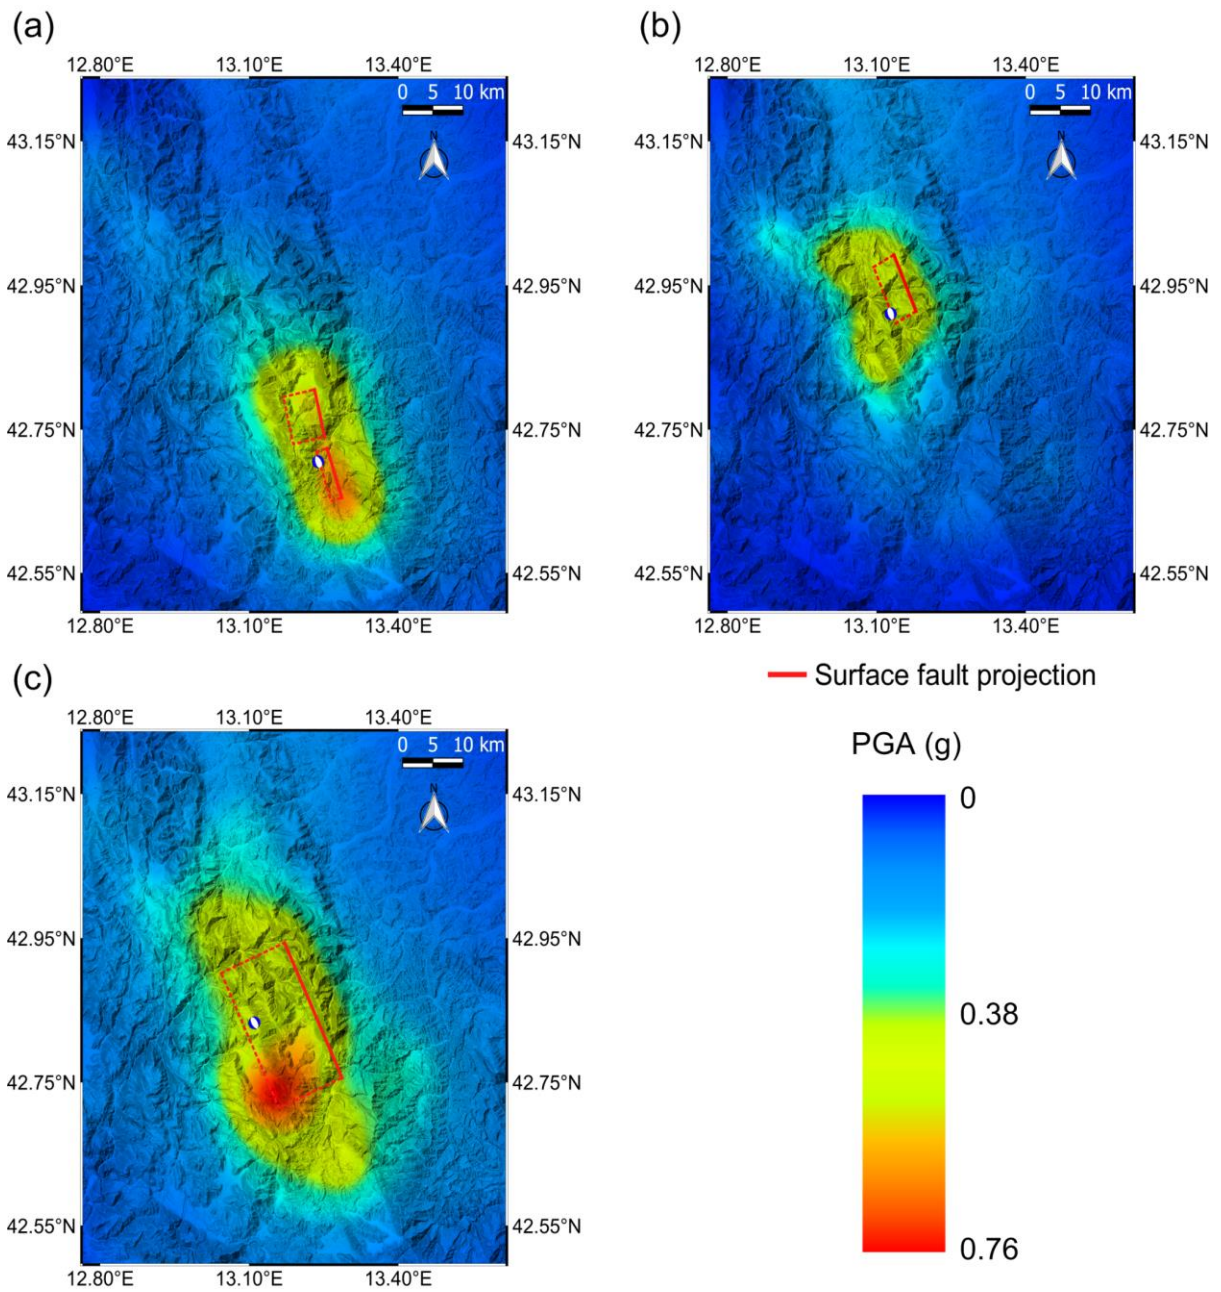 (a)
12.80°E 13.10°E 13.40°E
0 5 10 km
N
43.15°N 43.15°N
42.95°N 42.95°N
42.75°N 42.75°N
42.55°N 42.55°N
12.80°E 13.10°E 13.40°E
(b)
12.80°E 13.10°E 13.40°E
0 5 10 km
N
43.15°N 43.15°N
42.95°N 42.95°N
42.75°N 42.75°N
42.55°N 42.55°N
12.80°E 13.10°E 13.40°E
(c)
12.80°E 13.10°E 13.40°E
0 5 10 km
N
43.15°N 43.15°N
42.95°N 42.95°N
42.75°N 42.75°N
42.55°N 42.55°N
12.80°E 13.10°E 13.40°E
Surface fault projection
PGA (g)
0
0.38
0.76